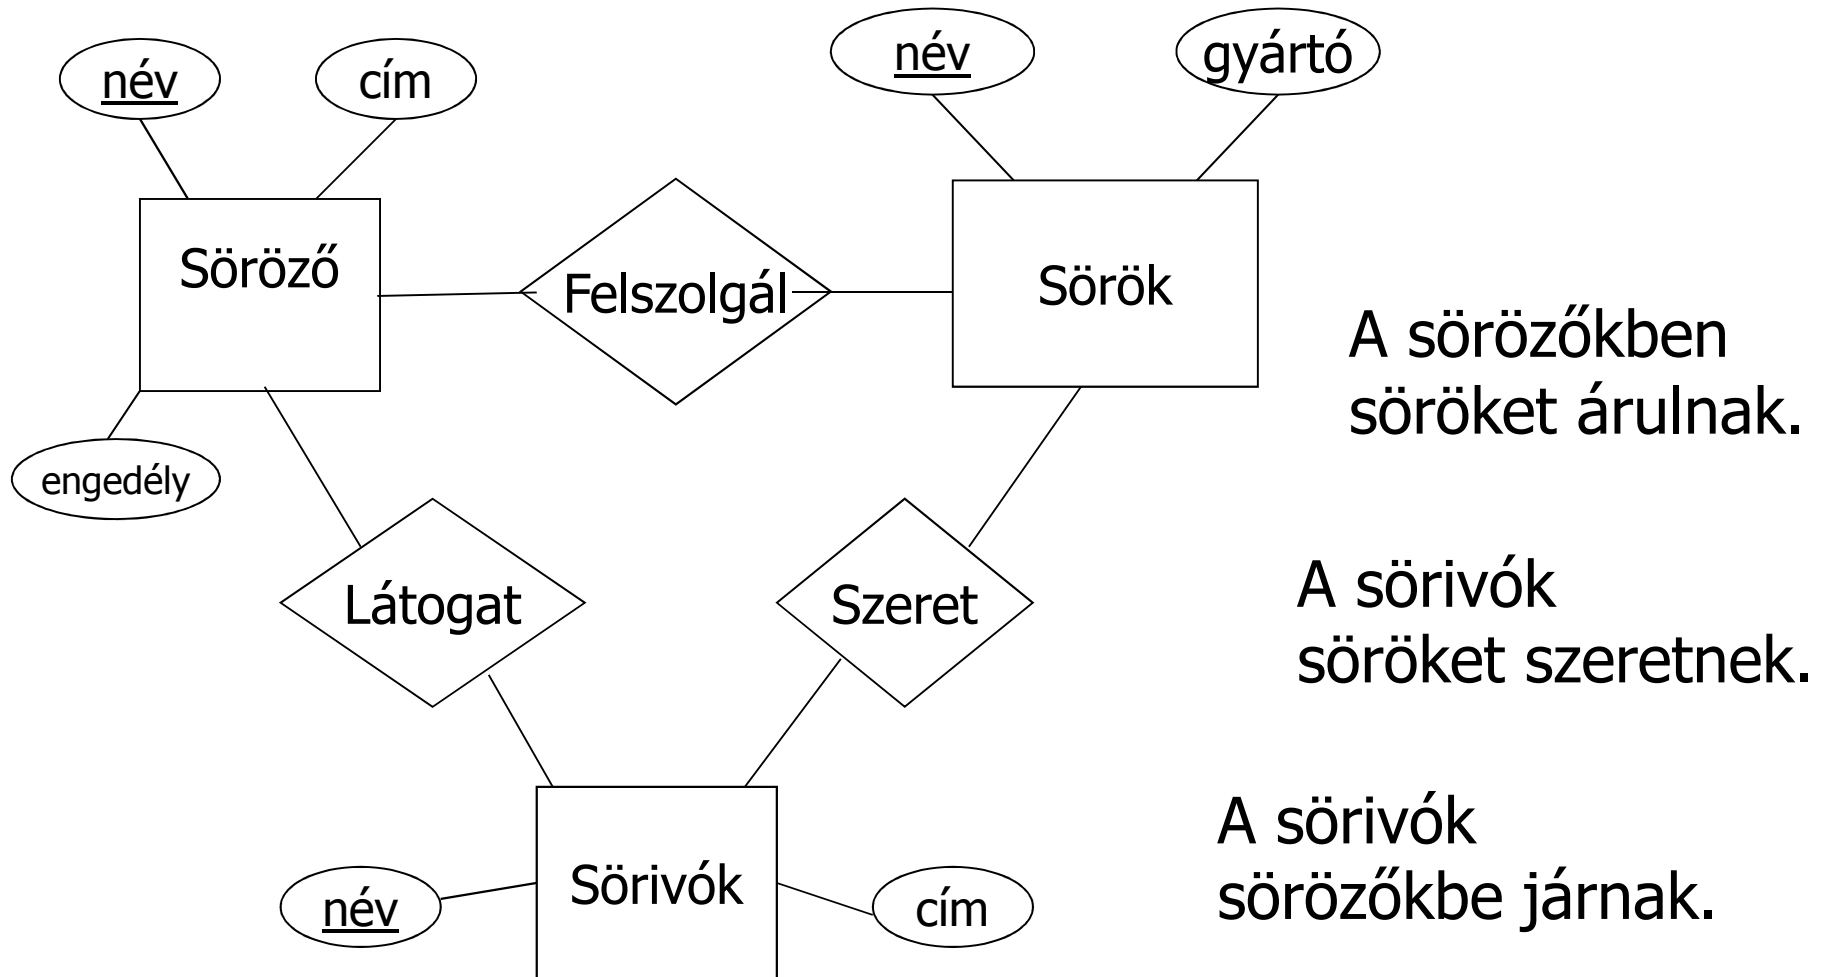 név
cím
név
gyártó
Söröző
Felszolgál
Sörök
A sörözőkben
söröket árulnak.
engedély
Látogat
Szeret
A sörivók
söröket szeretnek.
Sörivók
név
cím
A sörivók
sörözőkbe járnak.